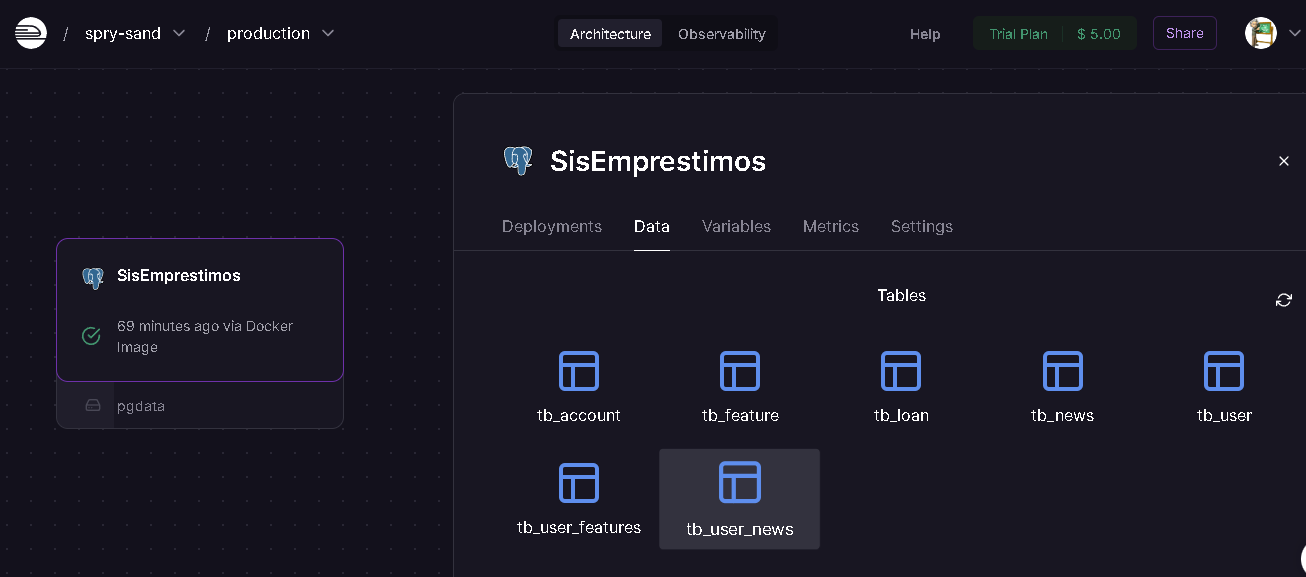 / spry-sand / production
Architecture Observability
Help Trial Plan $ 5.00 Share
SisEmprestimos
69 minutes ago via Docker
Image
pgdata
SisEmprestimos
Deployments Data Variables Metrics Settings
Tables
tb_account tb_feature tb_loan tb_news tb_user
tb_user_features tb_user_news